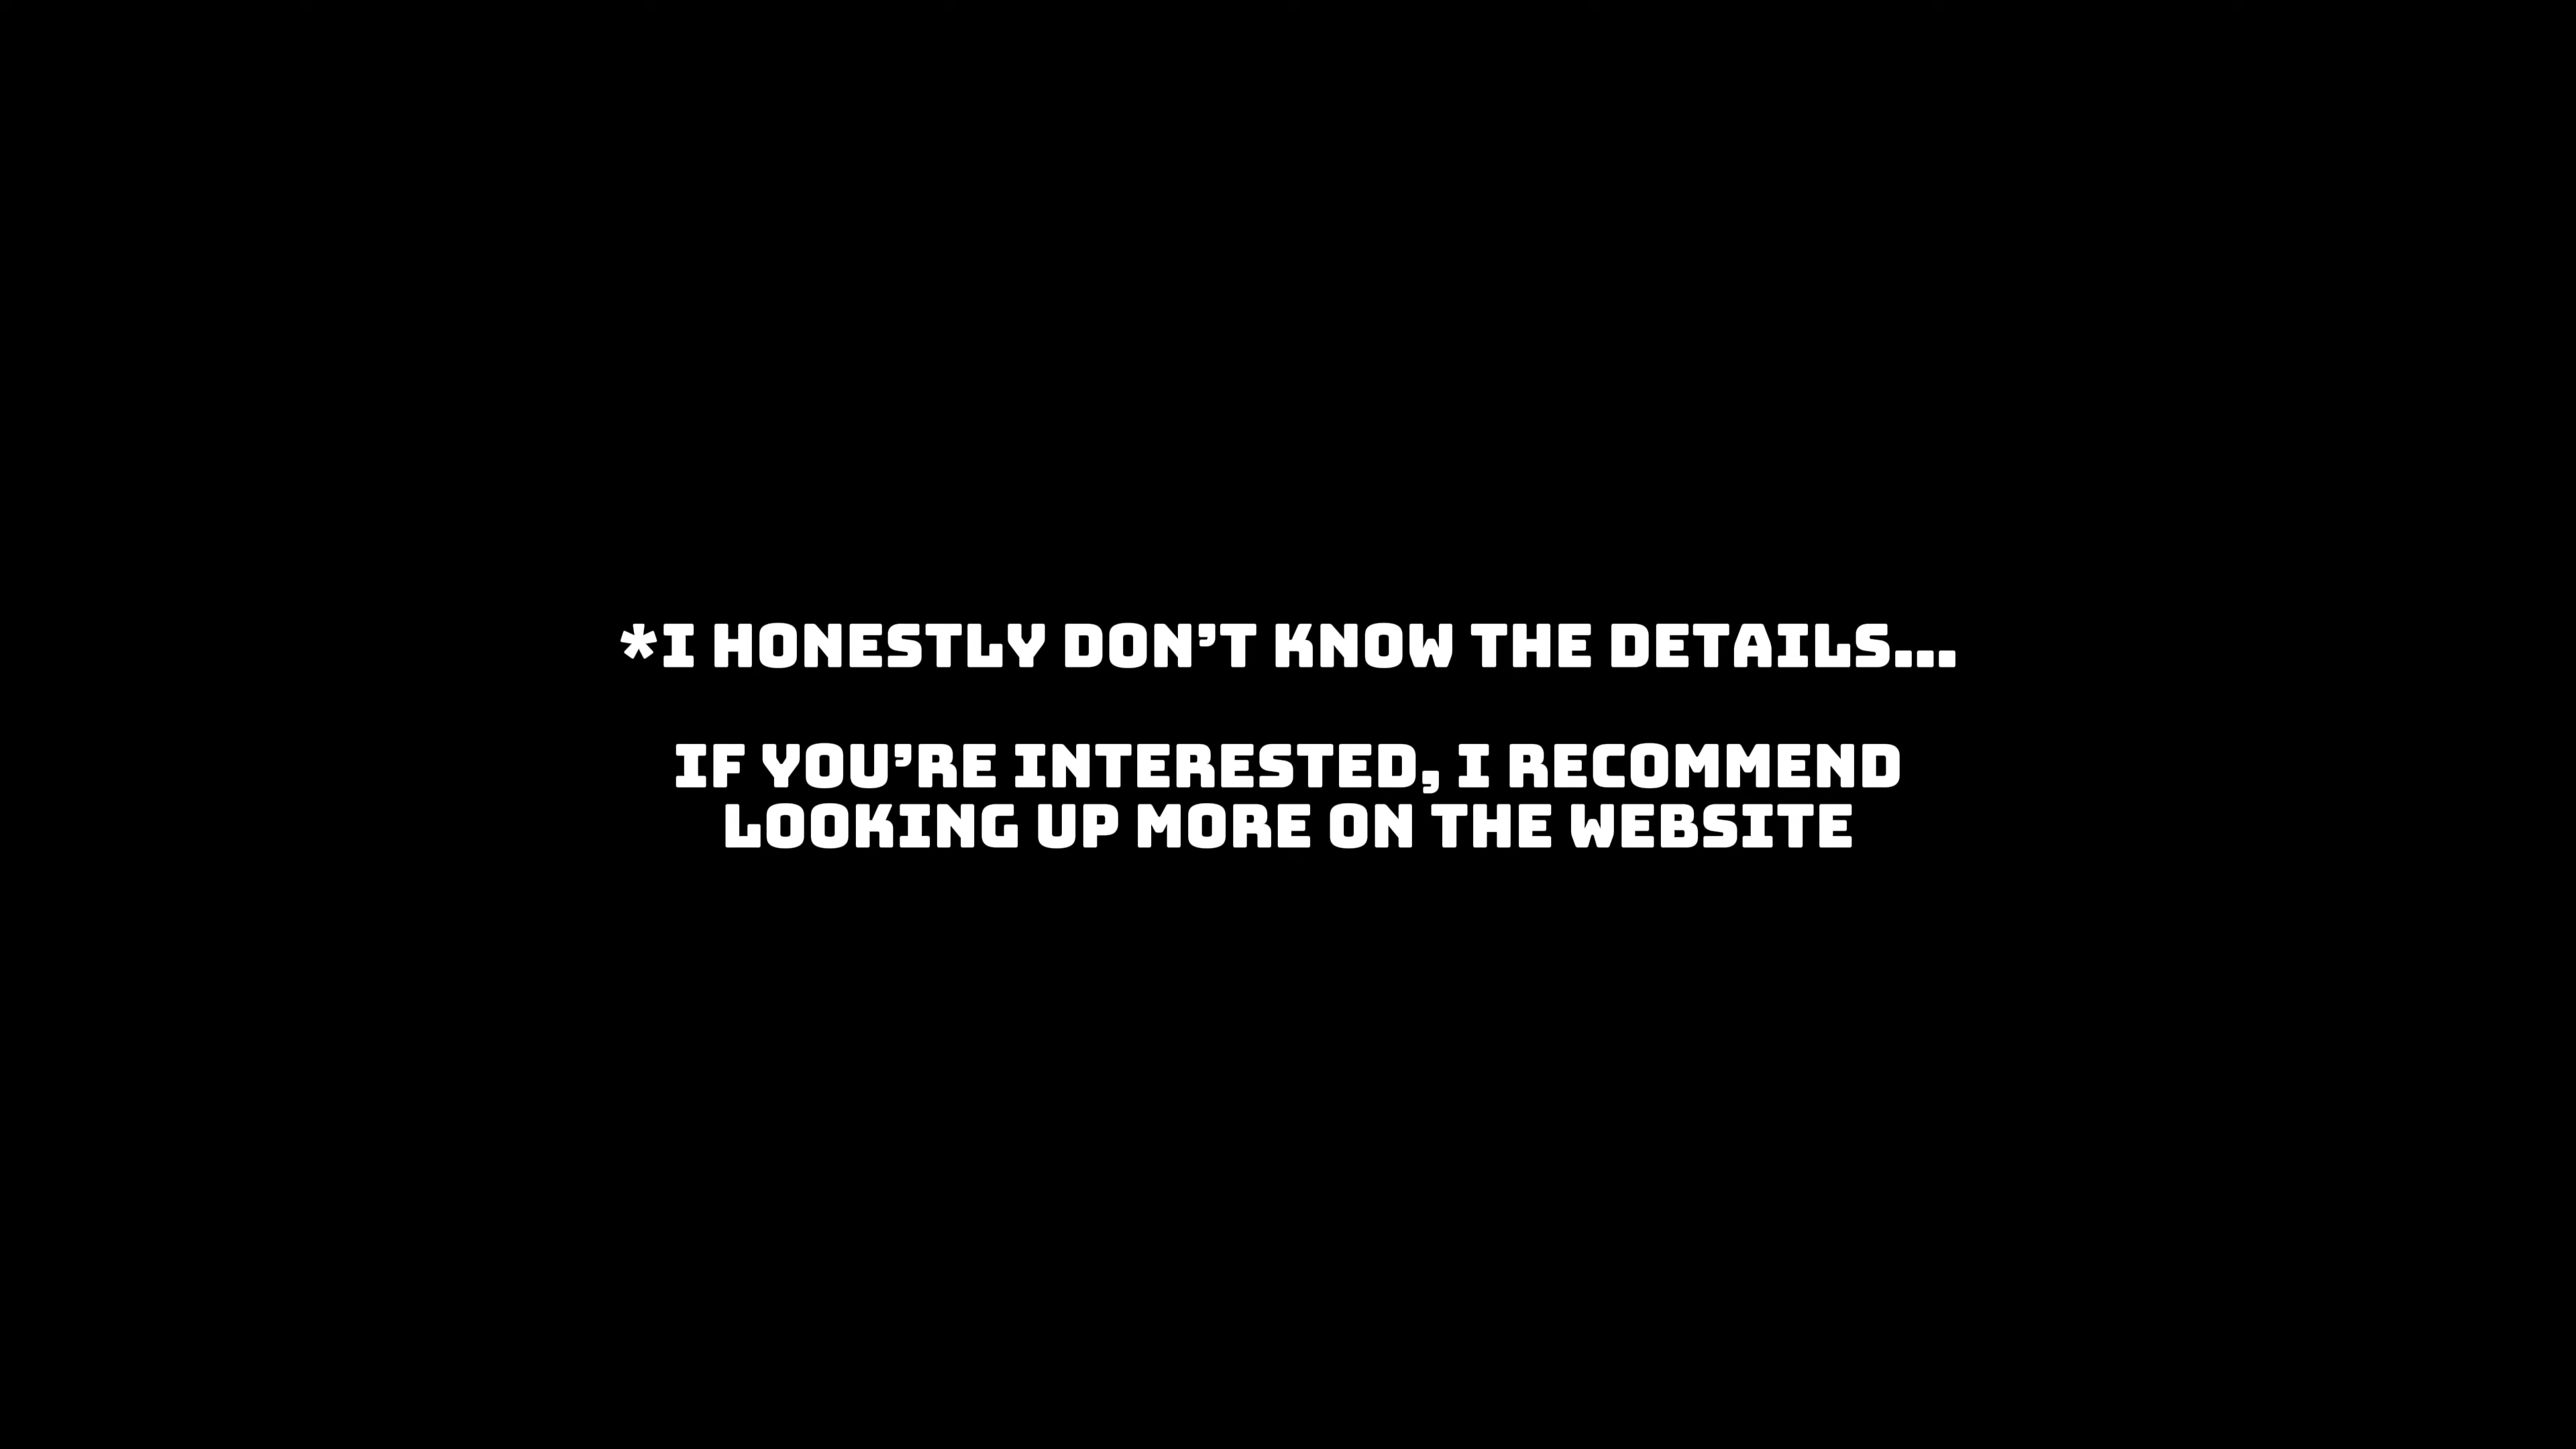 *I HONESTLY DON’T KNOW THE DETAILS...
IF YOU’RE INTERESTED, I RECOMMEND
LOOKING UP MORE ON THE WEBSITE